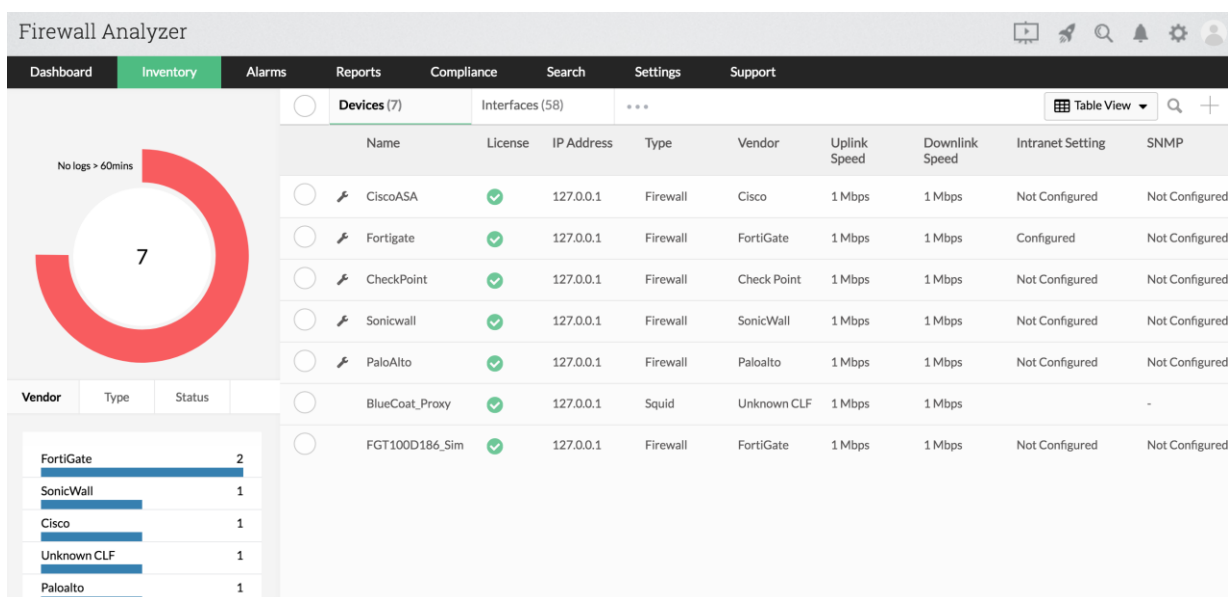 Firewall Analyzer
Dashboard Inventory Alarms Reports Compliance Search Settings Support
Devices (7) Interfaces (58) Table View
Name License IP Address Type Vendor Uplink Speed Downlink Speed Intranet Setting SNMP
No logs > 60mins
7
CiscoASA 127.0.0.1 Firewall Cisco 1 Mbps 1 Mbps Not Configured Not Configured
Fortigate 127.0.0.1 Firewall FortiGate 1 Mbps 1 Mbps Configured Not Configured
CheckPoint 127.0.0.1 Firewall Check Point 1 Mbps 1 Mbps Not Configured Not Configured
Sonicwall 127.0.0.1 Firewall SonicWall 1 Mbps 1 Mbps Not Configured Not Configured
PaloAlto 127.0.0.1 Firewall Paloalto 1 Mbps 1 Mbps Not Configured Not Configured
BlueCoat_Proxy 127.0.0.1 Squid Unknown CLF 1 Mbps 1 Mbps -
FGT100D186_Sim 127.0.0.1 Firewall FortiGate 1 Mbps 1 Mbps Not Configured Not Configured
Vendor Type Status
FortiGate 2
SonicWall 1
Cisco 1
Unknown CLF 1
Paloalto 1